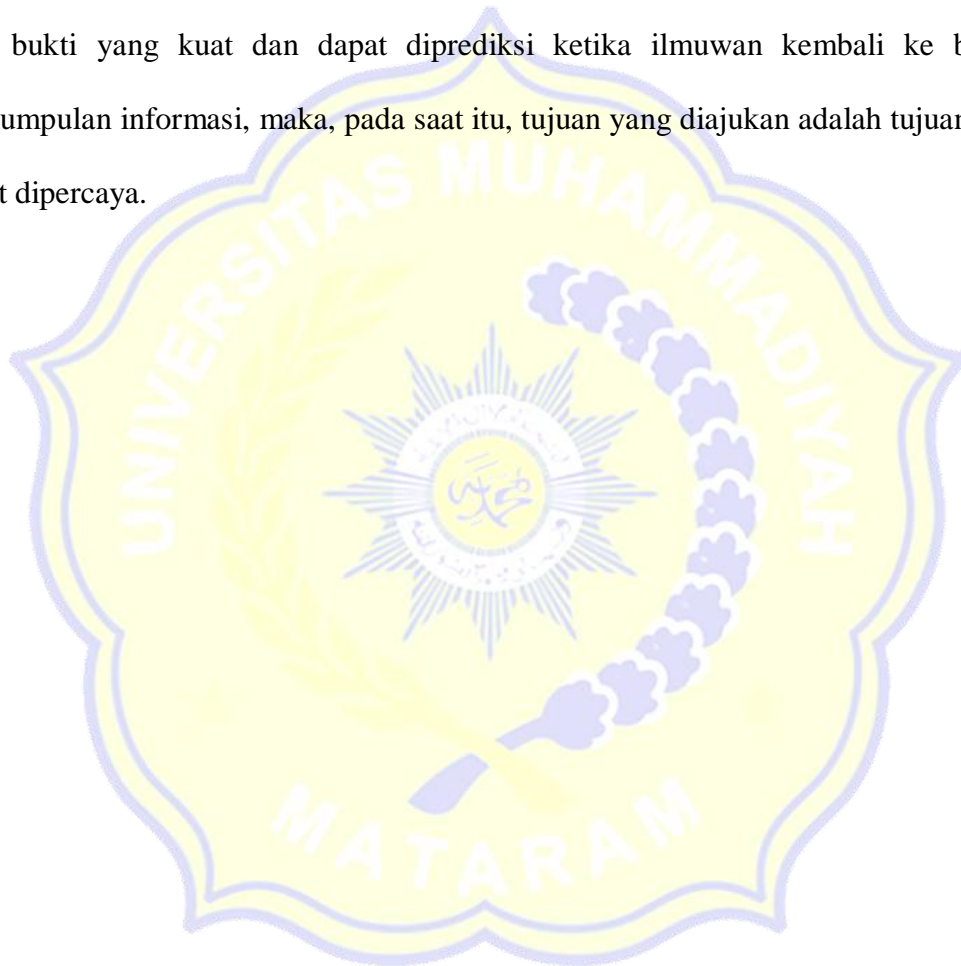 bukti yang kuat dan dapat diprediksi ketika ilmuwan kembali ke b
umpulan informasi, maka, pada saat itu, tujuan yang diajukan adalah tujuan
t dipercaya.
UNIVERSITAS MUHAMMADIYAH
MATARAM